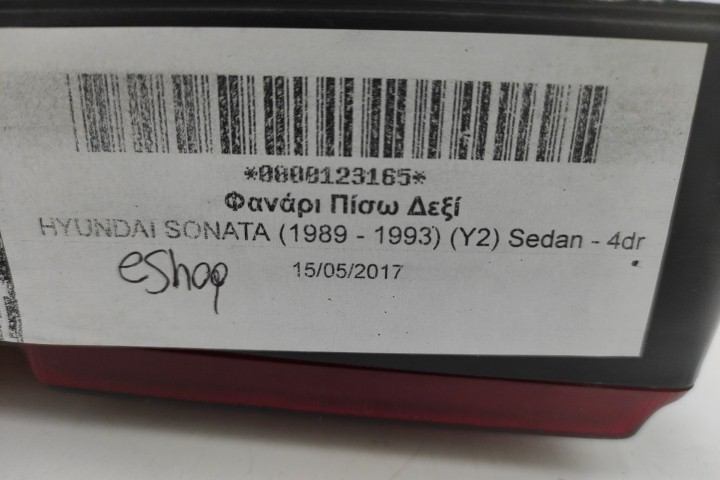 *0000123165*
Φανάρι Πίσω Δεξί
HYUNDAI SONATA (1989 - 1993) (Y2) Sedan - 4dr
eshop
15/05/2017